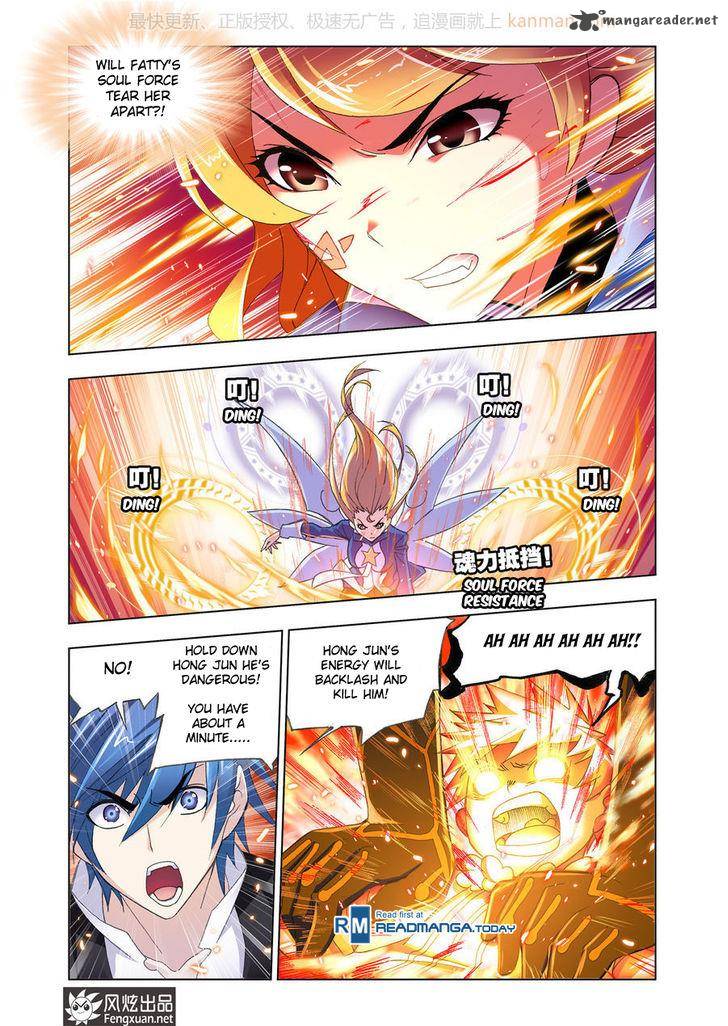 最快更新、正版授权、极速无广告，追漫画就上 kanman
mangareader.net
WILL FATTY'S
SOUL FORCE
TEAR HER
APART?!
叮!
DING!
叮!
DING!
叮!
DING!
叮!
DING!
魂力抵挡!
SOUL FORCE
RESISTANCE
NO!
HOLD DOWN
HONG JUN HE'S
DANGEROUS!
YOU HAVE
ABOUT A
MINUTE.....
HONG JUN'S
ENERGY WILL
BACKLASH AND
KILL HIM!
AH AH AH AH AH AH!!
RM
Read first at
READMANGA.TODAY
风炫出品
Fengxuan.net